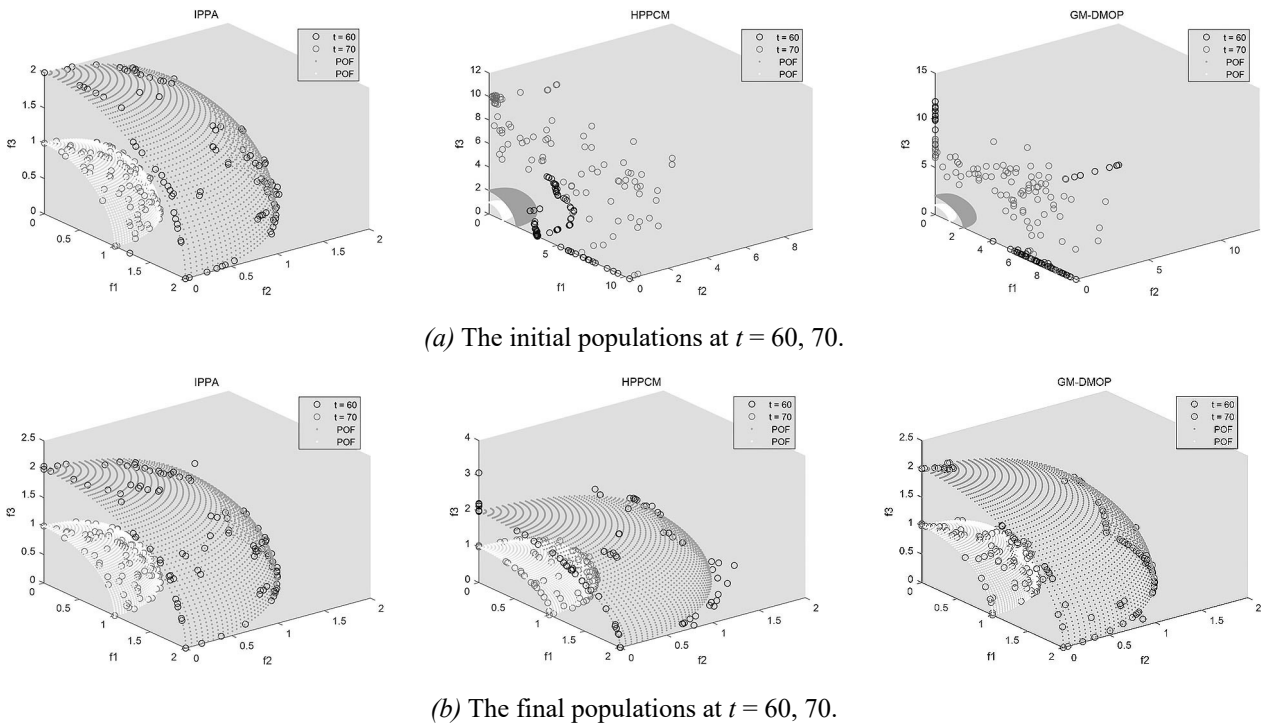 IPPA
HPPCM
GM-DMOP
t = 60
t = 70
POF
POF
t = 60
t = 70
POF
POF
t = 60
t = 70
POF
POF
f3
2
1.5
1
0.5
0
0
0.5
1
1.5
2
f1
0
0.5
1
1.5
2
f2
f3
12
10
8
6
4
2
0
0
5
10
f1
0
2
4
6
8
f2
f3
15
10
5
0
2
4
6
8
f1
0
5
10
f2
(a) The initial populations at t = 60, 70.
IPPA
HPPCM
GM-DMOP
t = 60
t = 70
POF
POF
t = 60
t = 70
POF
POF
t = 60
t = 70
POF
POF
f3
2.5
2
1.5
1
0.5
0
0
0.5
1
1.5
2
f1
0
0.5
1
1.5
2
f2
f3
4
3
2
1
0
0
0.5
1
1.5
2
f1
0
0.5
1
1.5
2
f2
f3
2.5
2
1.5
1
0.5
0
0
0.5
1
1.5
2
f1
0
0.5
1
1.5
2
f2
(b) The final populations at t = 60, 70.